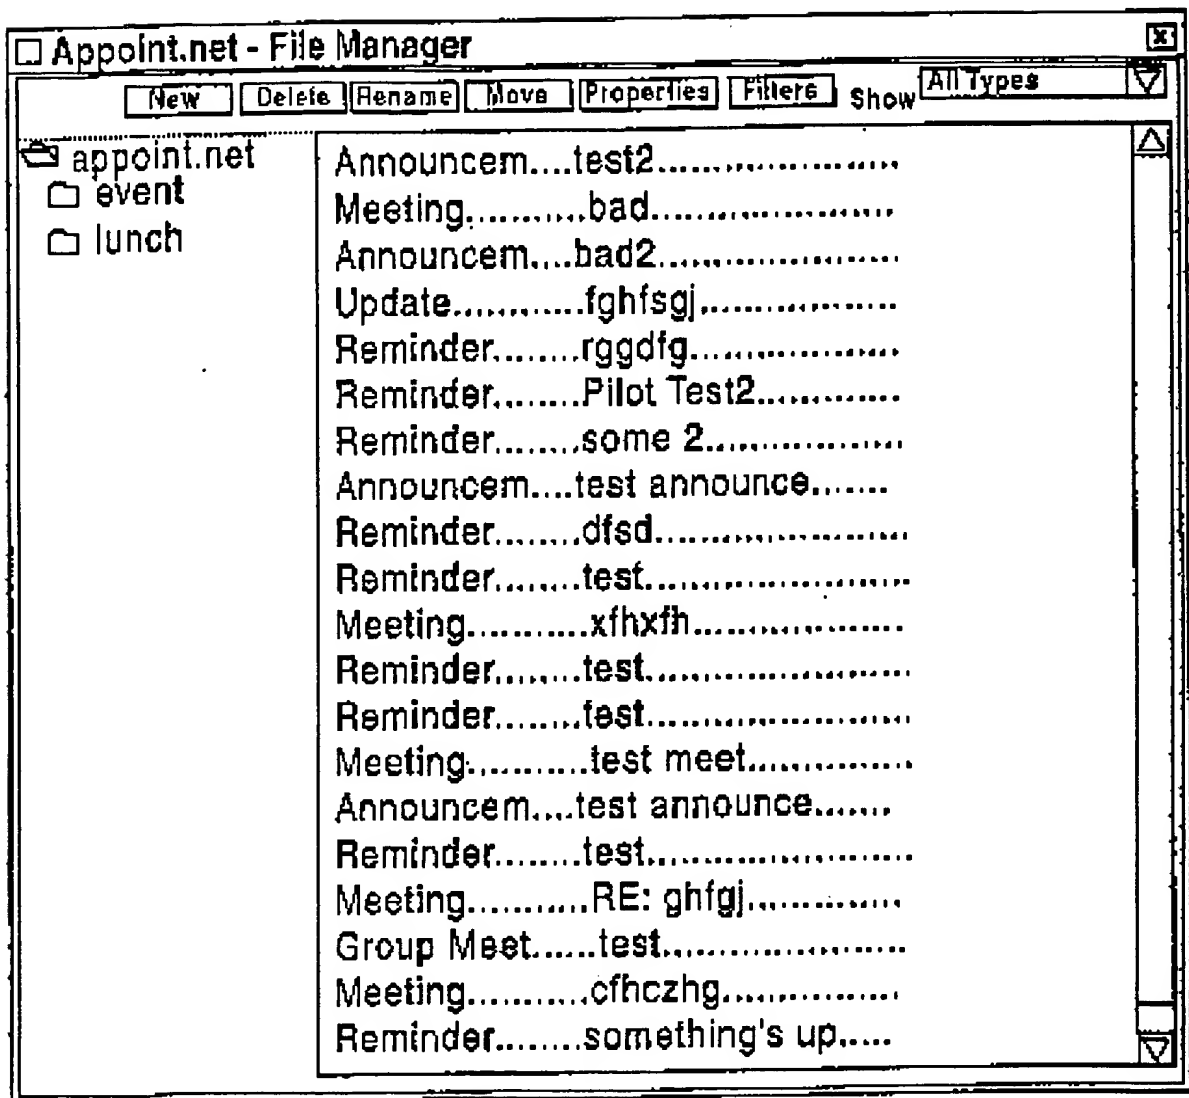 Appoint.net - File Manager
New Delete Rename Move Properties Filters Show All Types
appoint.net
event
lunch
Announcem....test2......................
Meeting............bad......................
Announcem....bad2......................
Update.............fghfsgj..................
Reminder........rggdfg....................
Reminder........Pilot Test2.............
Reminder........some 2..................
Announcem....test announce.......
Reminder........dfsd.......................
Reminder........test........................
Meeting............xfhxfh...................
Reminder........test........................
Reminder........test........................
Meeting............test meet...............
Announcem....test announce.......
Reminder........test........................
Meeting............RE: ghfgj.............
Group Meet......test......................
Meeting............cfhczhg................
Reminder........something's up.....